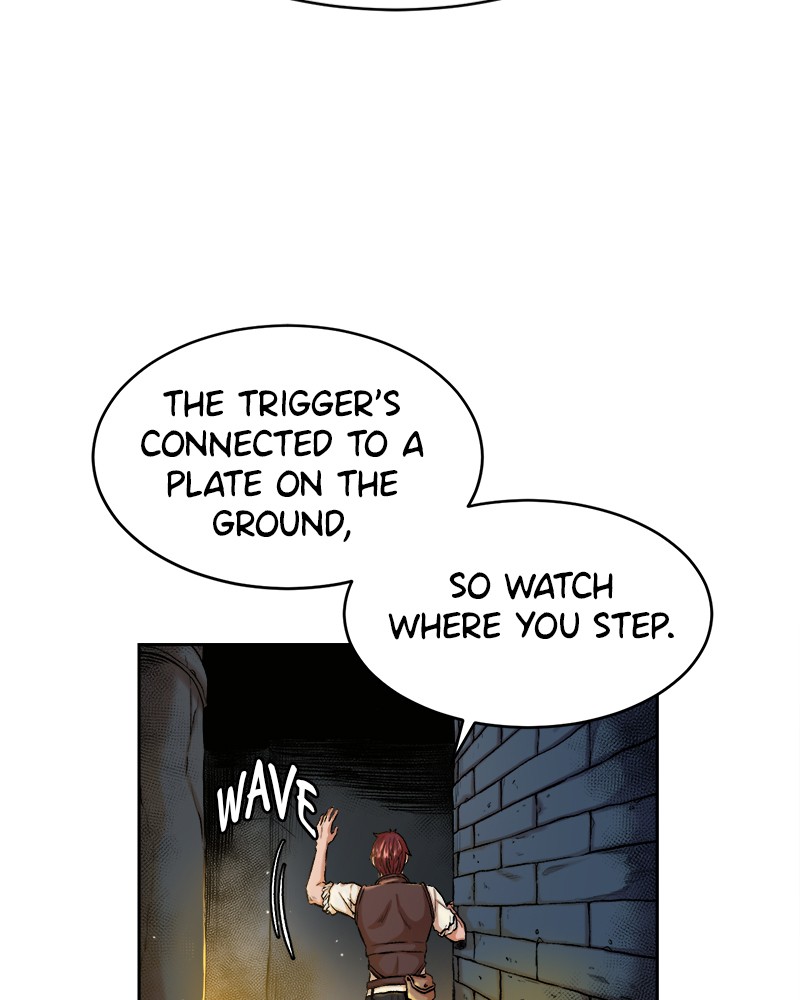 THE TRIGGER'S
CONNECTED TO A
PLATE ON THE
GROUND,
SO WATCH
WHERE YOU STEP.
WAVE